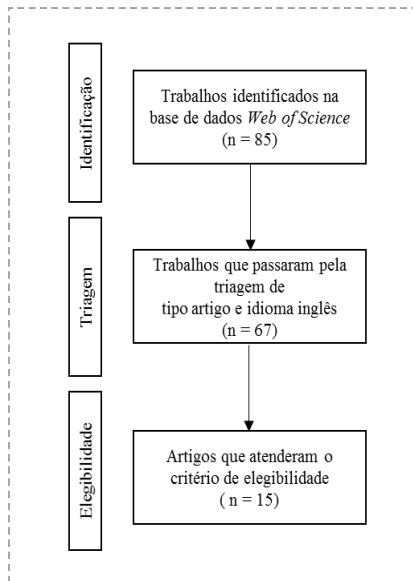 Identificação
Trabalhos identificados na
base de dados Web of Science
(n = 85)
Triagem
Trabalhos que passaram pela
triagem de
tipo artigo e idioma inglês
(n = 67)
Elegibilidade
Artigos que atenderam o
critério de elegibilidade
( n = 15)